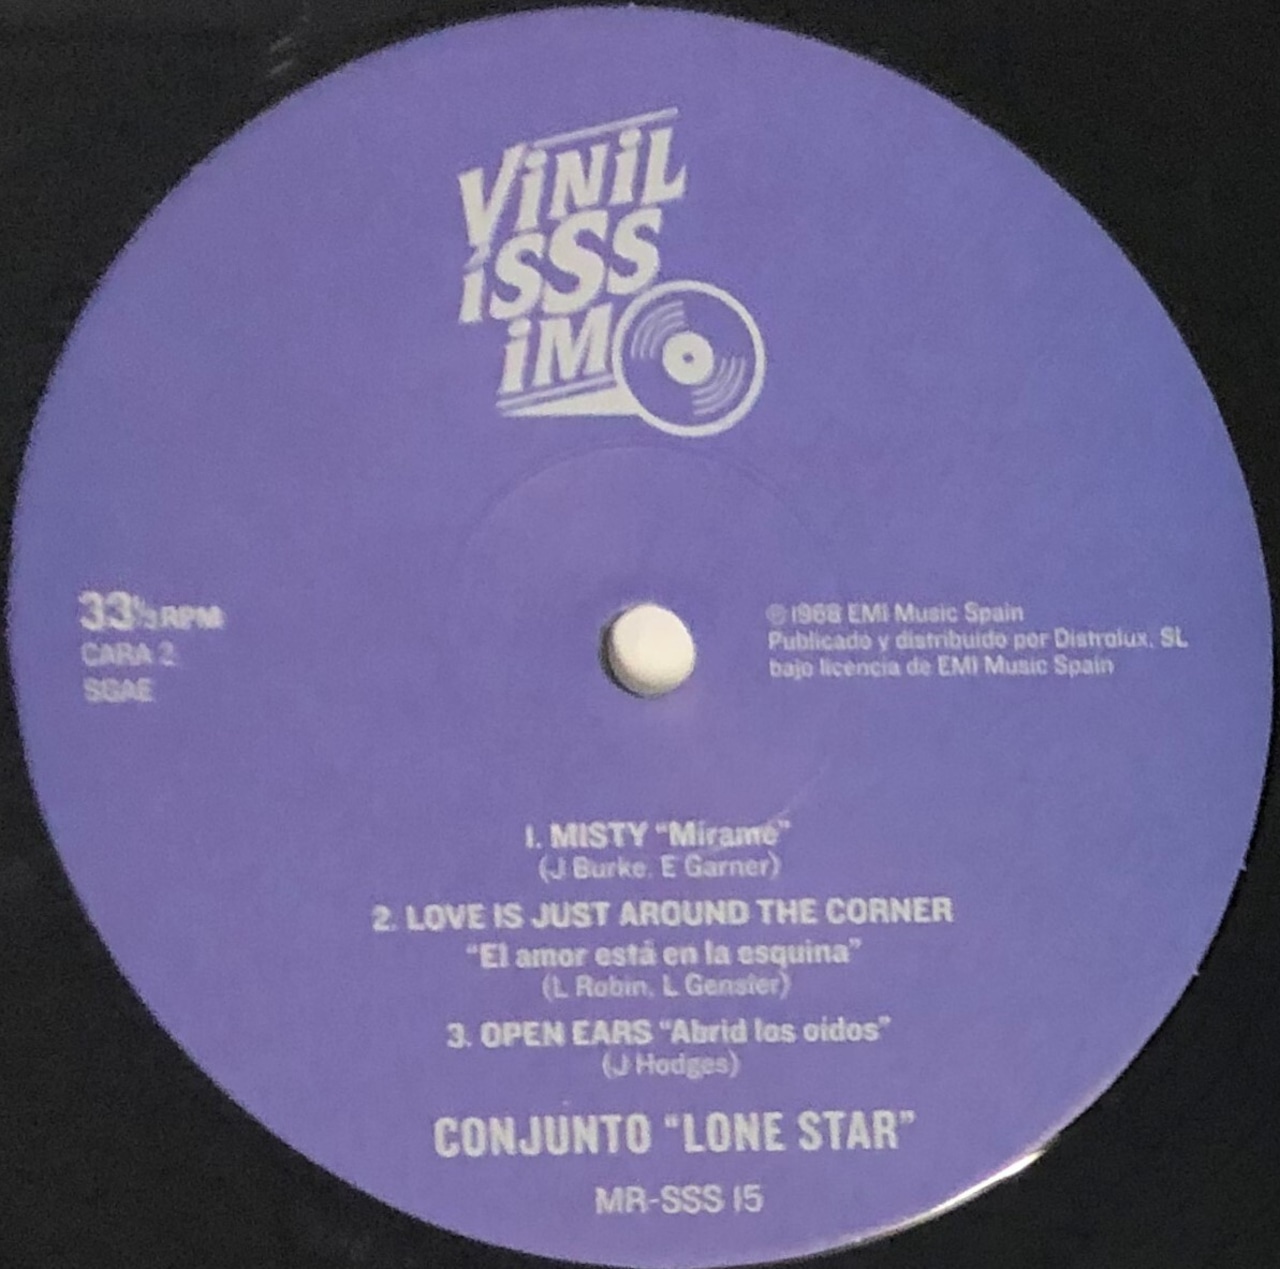 ViNiL
iSSS
iMO
33⅓ RPM
CARA 2
SGAE
℗ 1968 EMI Music Spain
Publicado y distribuido por Distrolux, SL
bajo licencia de EMI Music Spain
1. MISTY “Mírame”
(J Burke, E Garner)
2. LOVE IS JUST AROUND THE CORNER
“El amor está en la esquina”
(L Robin, L Gensler)
3. OPEN EARS “Abrid los oidos”
(J Hodges)
CONJUNTO “LONE STAR”
MR-SSS 15